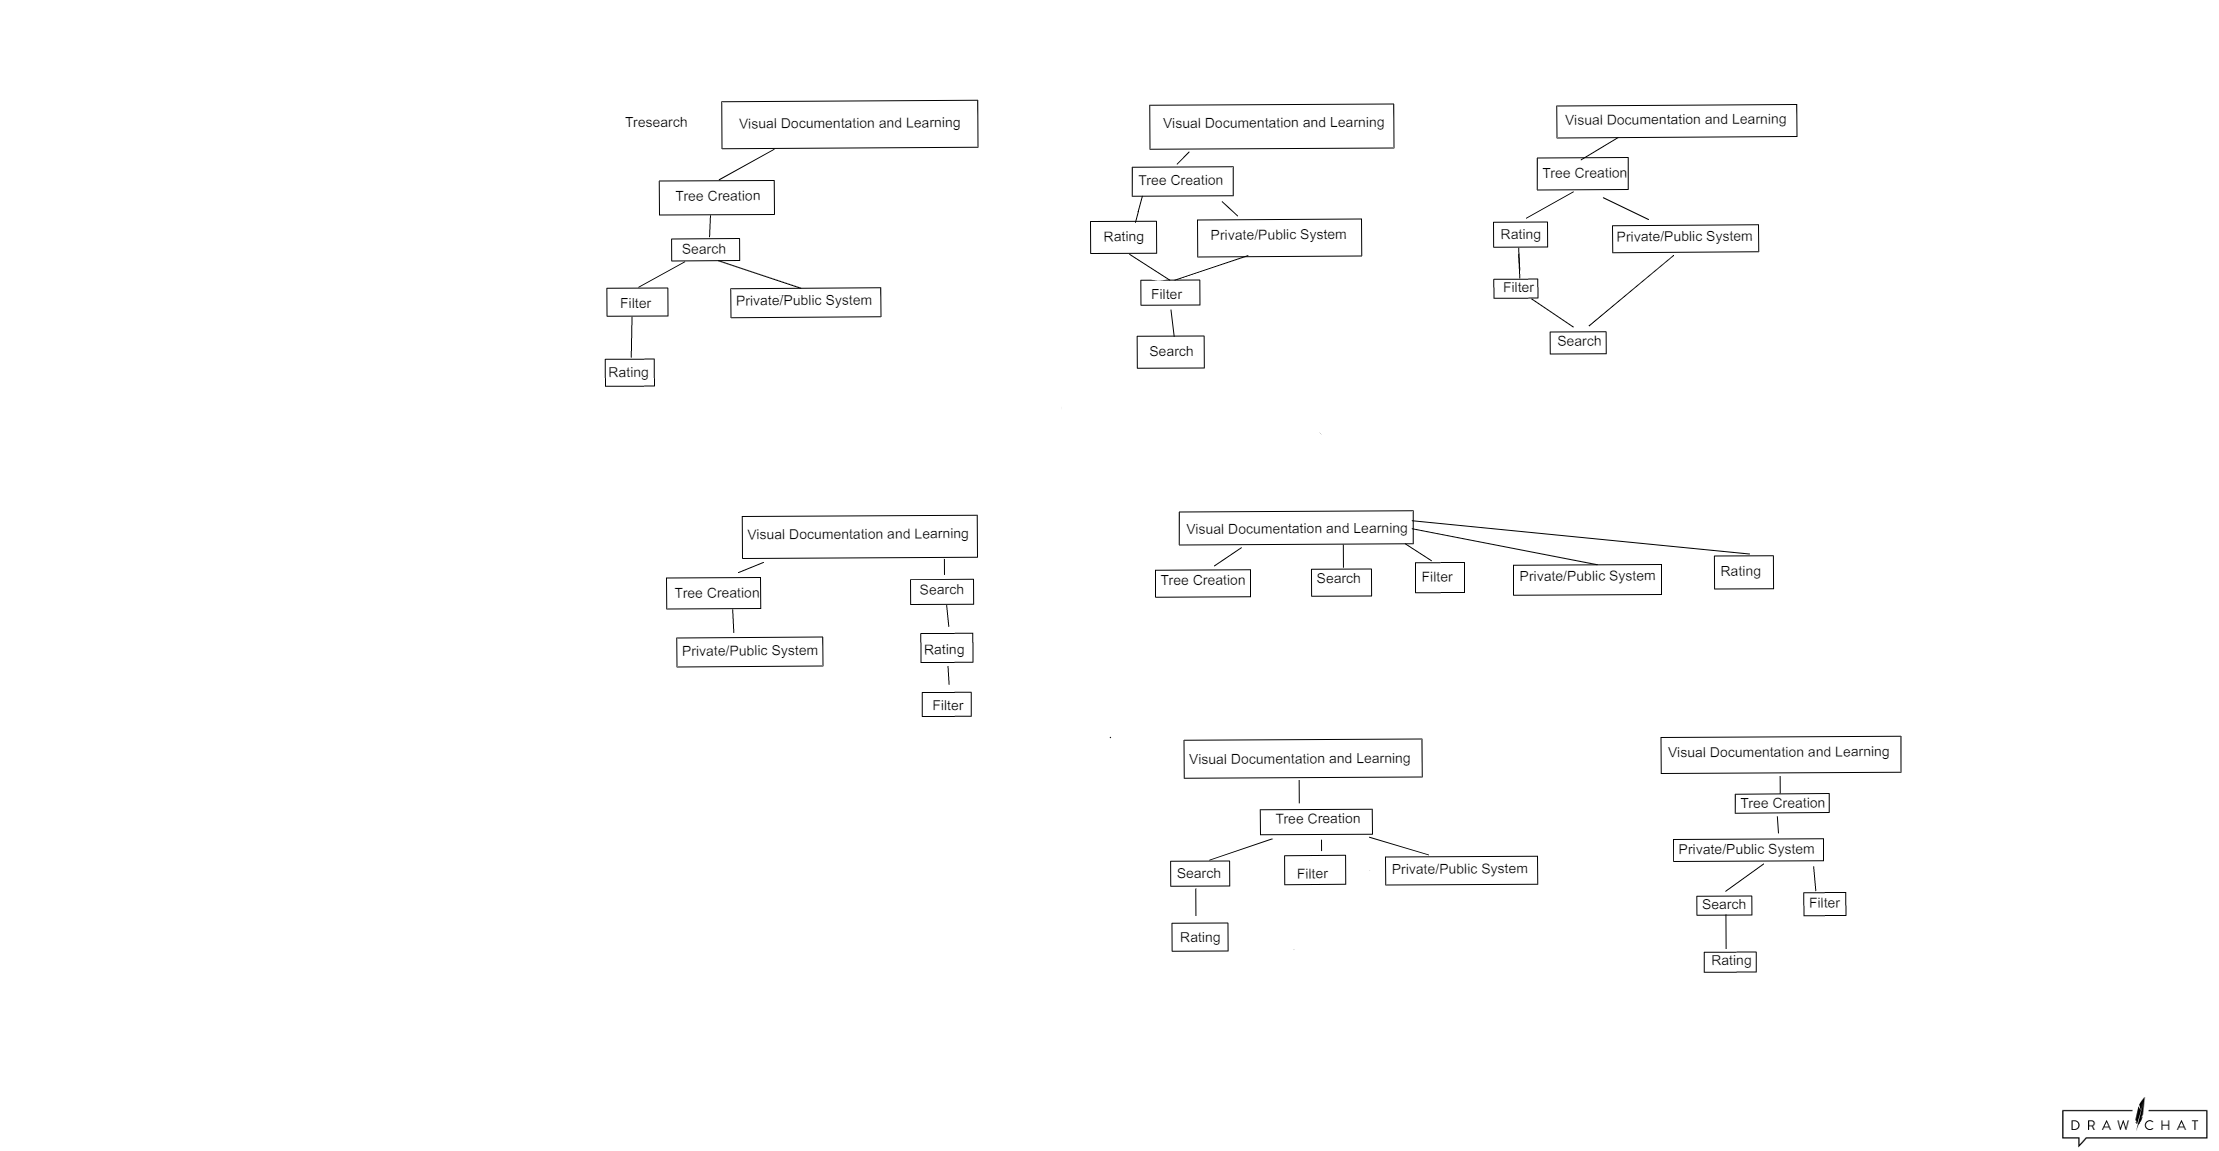 Tresearch
Visual Documentation and Learning
Tree Creation
Search
Filter
Private/Public System
Rating
Visual Documentation and Learning
Tree Creation
Rating
Private/Public System
Filter
Search
Visual Documentation and Learning
Tree Creation
Rating
Private/Public System
Filter
Search
Visual Documentation and Learning
Tree Creation
Search
Private/Public System
Rating
Filter
Visual Documentation and Learning
Tree Creation
Search
Filter
Private/Public System
Rating
Visual Documentation and Learning
Tree Creation
Search
Filter
Private/Public System
Rating
Visual Documentation and Learning
Tree Creation
Private/Public System
Search
Filter
Rating
DRAW CHAT